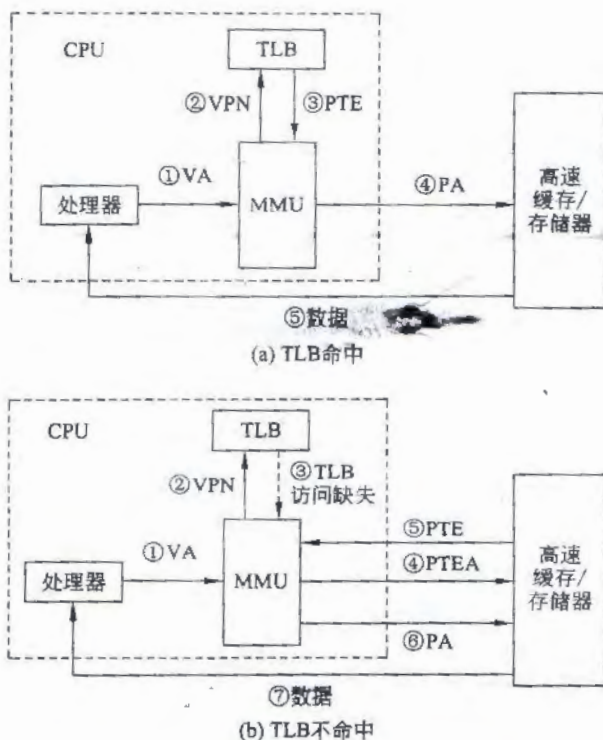 CPU
TLB
②VPN
③PTE
①VA
处理器
MMU
④PA
高速
缓存/
存储器
⑤数据
(a) TLB命中
CPU
TLB
②VPN
③TLB
访问缺失
①VA
处理器
MMU
⑤PTE
④PTEA
⑥PA
高速
缓存/
存储器
⑦数据
(b) TLB不命中